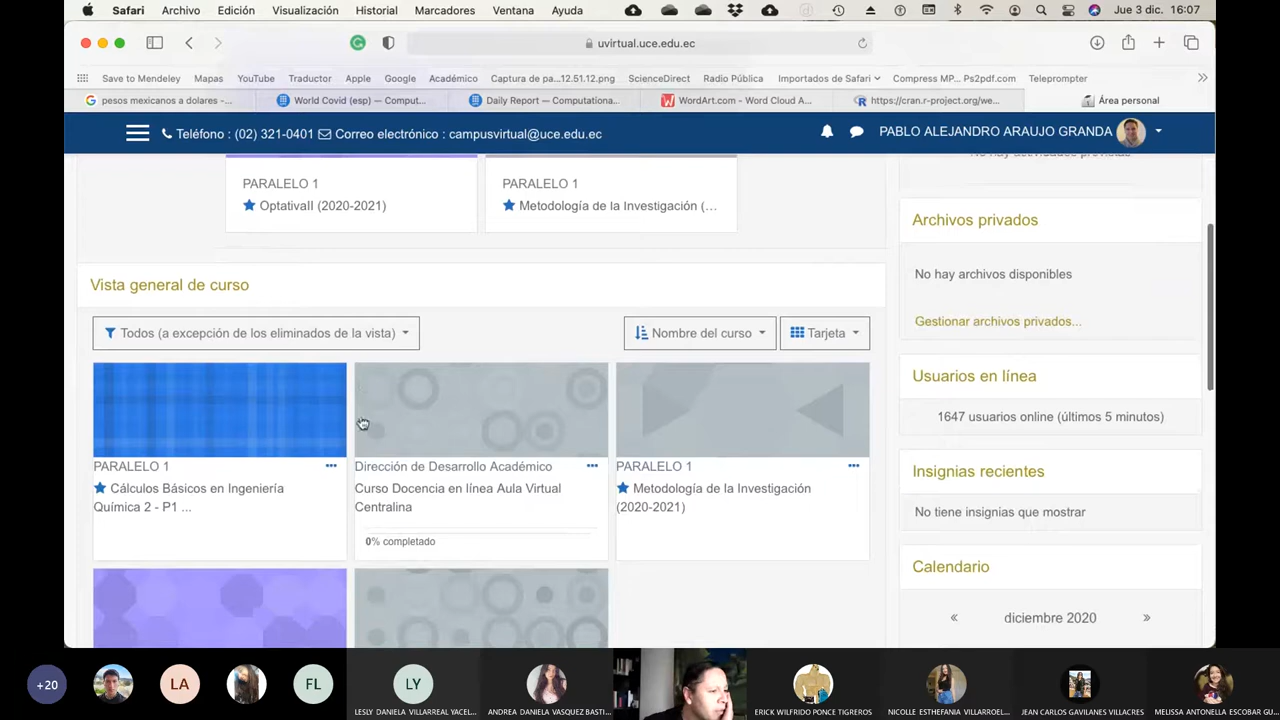 Safari Archivo Edición Visualización Historial Marcadores Ventana Ayuda Jue 3 dic. 16:07
uvirtual.uce.edu.ec
Save to Mendeley Mapas YouTube Traductor Apple Google Académico Captura de pa...12.51.12.png ScienceDirect Radio Pública Importados de Safari Compress MP... Ps2pdf.com Teleprompter
pesos mexicanos a dolares -... World Covid (esp) — Comput... Daily Report — Computationa... WordArt.com - Word Cloud A... https://cran.r-project.org/we... Área personal
Teléfono : (02) 321-0401 Correo electrónico : campusvirtual@uce.edu.ec PABLO ALEJANDRO ARAUJO GRANDA
No hay actividades previstas
PARALELO 1 PARALELO 1
OptativaII (2020-2021) Metodología de la Investigación (...
Archivos privados
No hay archivos disponibles
Gestionar archivos privados...
Vista general de curso
Todos (a excepción de los eliminados de la vista) Nombre del curso Tarjeta
Usuarios en línea
1647 usuarios online (últimos 5 minutos)
PARALELO 1 Dirección de Desarrollo Académico PARALELO 1
Cálculos Básicos en Ingeniería Curso Docencia en línea Aula Virtual Metodología de la Investigación
Química 2 - P1 ... Centralina (2020-2021)
0% completado
Insignias recientes
No tiene insignias que mostrar
Calendario
« diciembre 2020 »
+20 LA FL LY
LESLY DANIELA VILLARREAL YACEL... ANDREA DANIELA VASQUEZ BASTI... ERICK WILFRIDO PONCE TIGREROS NICOLLE ESTHEFANIA VILLARROEL... JEAN CARLOS GAVILANES VILLACRES MELISSA ANTONELLA ESCOBAR GU...